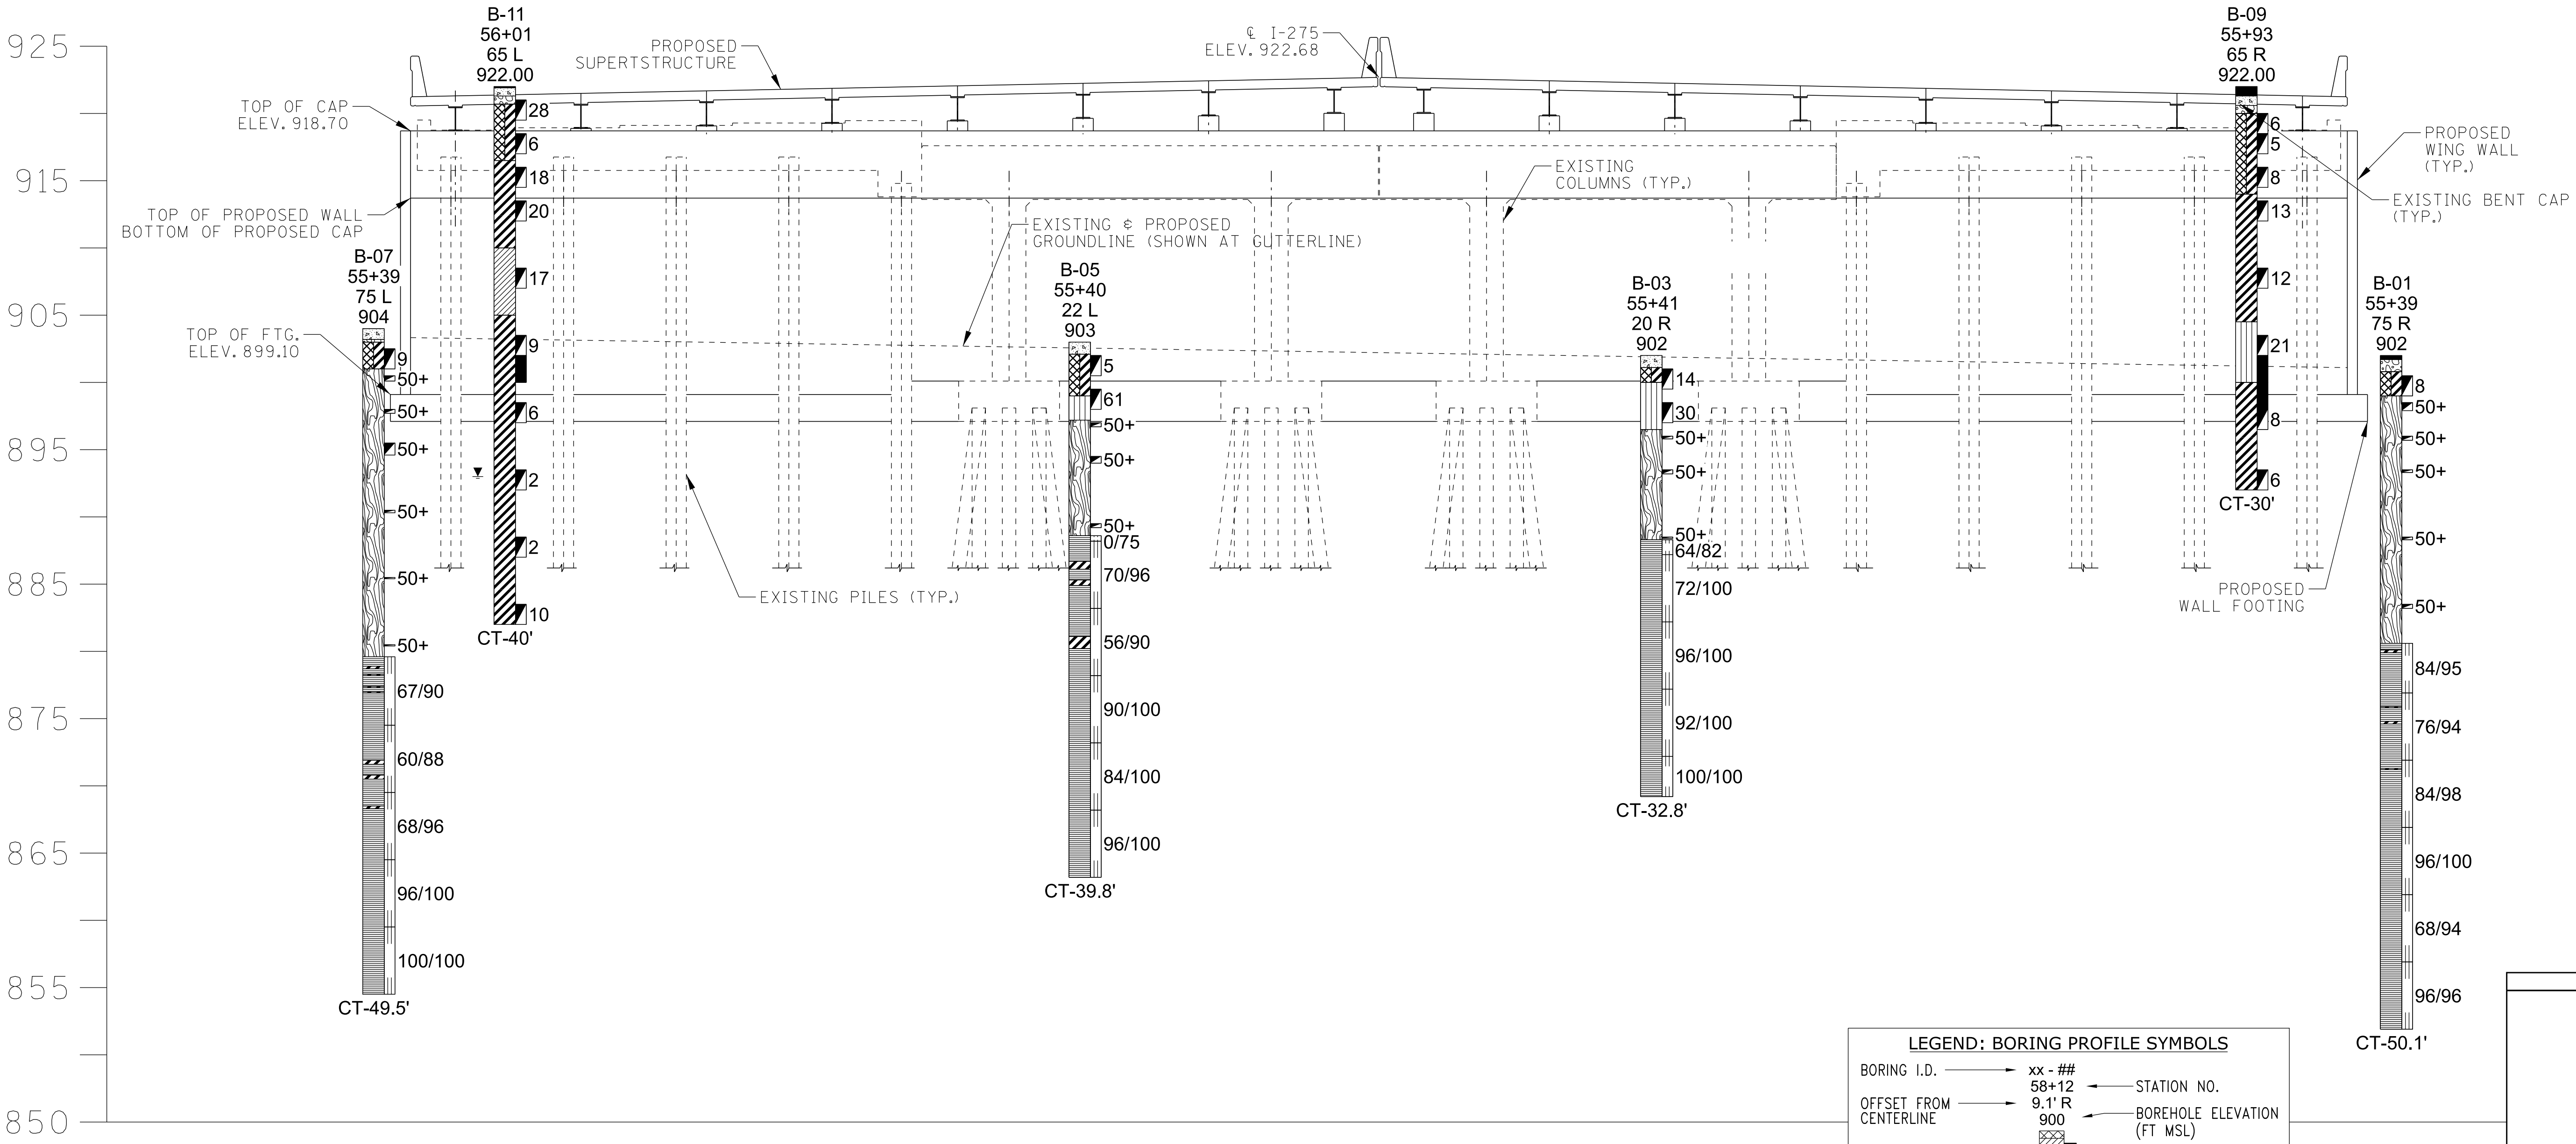 925
915
905
895
885
875
865
855
850
B-11
56+01
65 L
922.00
28
6
18
20
17
9
6
2
2
10
CT-40'
PROPOSED
SUPERTSTRUCTURE
℄ I-275
ELEV. 922.68
B-09
55+93
65 R
922.00
6
5
8
13
12
21
8
6
CT-30'
TOP OF CAP
ELEV. 918.70
PROPOSED
WING WALL
(TYP.)
EXISTING BENT CAP
(TYP.)
EXISTING
COLUMNS (TYP.)
TOP OF PROPOSED WALL
BOTTOM OF PROPOSED CAP
EXISTING & PROPOSED
GROUNDLINE (SHOWN AT GUTTERLINE)
B-07
55+39
75 L
904
9
50+
50+
50+
50+
50+
50+
67/90
60/88
68/96
96/100
100/100
CT-49.5'
TOP OF FTG.
ELEV. 899.10
B-05
55+40
22 L
903
5
61
50+
50+
50+
0/75
70/96
56/90
90/100
84/100
96/100
CT-39.8'
B-03
55+41
20 R
902
14
30
50+
50+
50+
64/82
72/100
96/100
92/100
100/100
CT-32.8'
B-01
55+39
75 R
902
8
50+
50+
50+
50+
50+
84/95
76/94
84/98
96/100
68/94
96/96
CT-50.1'
EXISTING PILES (TYP.)
PROPOSED
WALL FOOTING
LEGEND: BORING PROFILE SYMBOLS
BORING I.D.
xx - ##
58+12
STATION NO.
OFFSET FROM
CENTERLINE
9.1' R
900
BOREHOLE ELEVATION
(FT MSL)